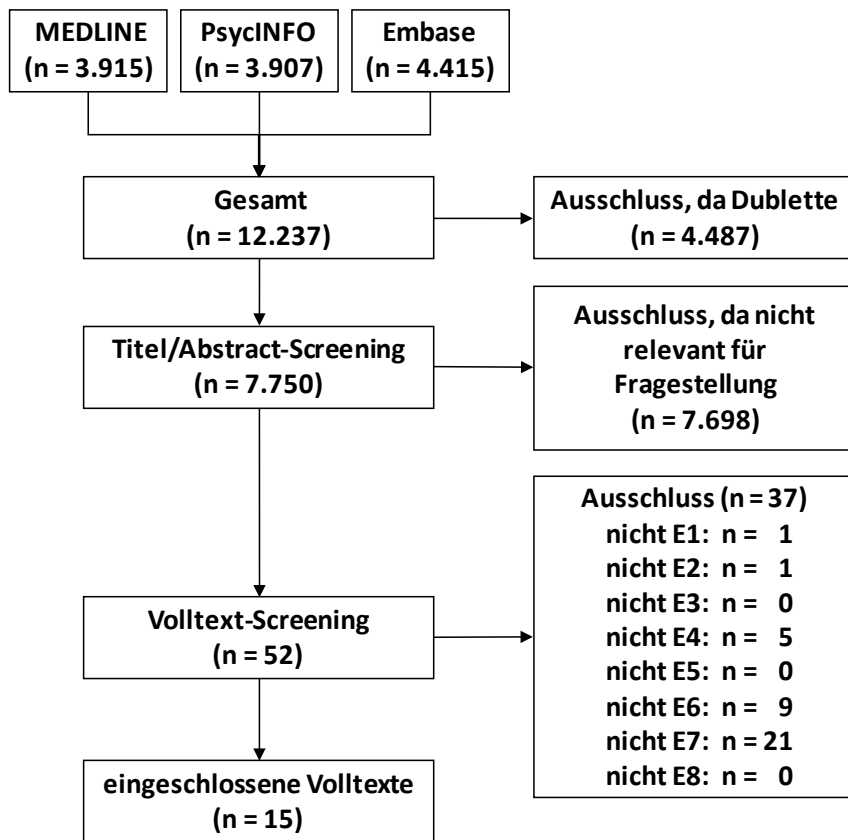 MEDLINE
(n = 3.915)
PsycINFO
(n = 3.907)
Embase
(n = 4.415)
Gesamt
(n = 12.237)
Ausschluss, da Dublette
(n = 4.487)
Titel/Abstract-Screening
(n = 7.750)
Ausschluss, da nicht
relevant für
Fragestellung
(n = 7.698)
Volltext-Screening
(n = 52)
Ausschluss (n = 37)
nicht E1: n = 1
nicht E2: n = 1
nicht E3: n = 0
nicht E4: n = 5
nicht E5: n = 0
nicht E6: n = 9
nicht E7: n = 21
nicht E8: n = 0
eingeschlossene Volltexte
(n = 15)